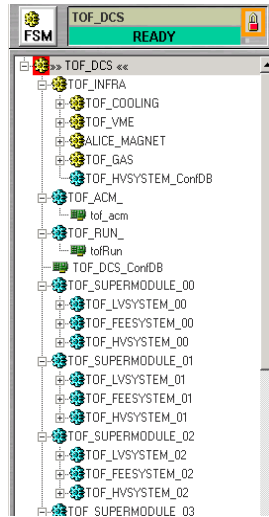 FSM
TOF_DCS
READY
»» TOF_DCS ««
TOF_INFRA
TOF_COOLING
TOF_VME
ALICE_MAGNET
TOF_GAS
TOF_HVSYSTEM_ConfDB
TOF_ACM_
tof_acm
TOF_RUN_
tofRun
TOF_DCS_ConfDB
TOF_SUPERMODULE_00
TOF_LVSYSTEM_00
TOF_FEESYSTEM_00
TOF_HVSYSTEM_00
TOF_SUPERMODULE_01
TOF_LVSYSTEM_01
TOF_FEESYSTEM_01
TOF_HVSYSTEM_01
TOF_SUPERMODULE_02
TOF_LVSYSTEM_02
TOF_FEESYSTEM_02
TOF_HVSYSTEM_02
TOF_SUPERMODULE_03